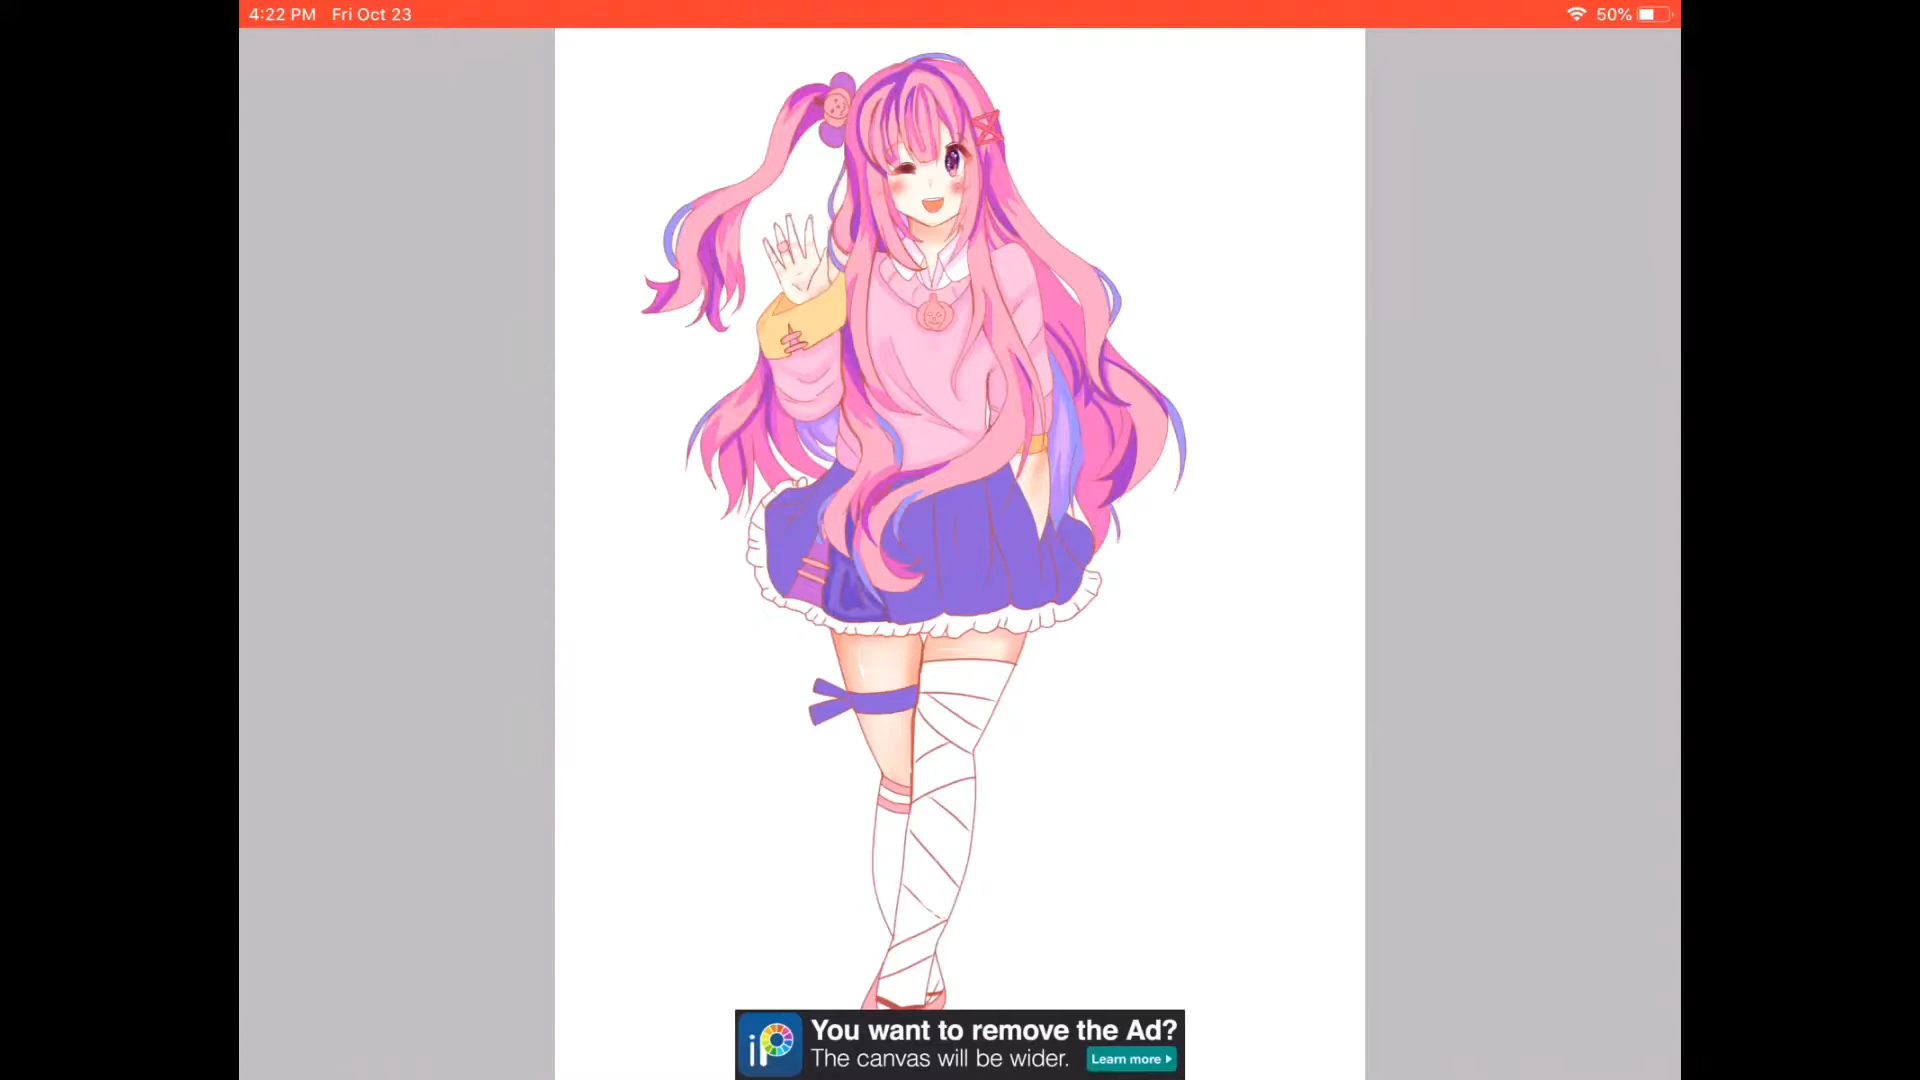 4:22 PM Fri Oct 23 50%
iP
You want to remove the Ad?
The canvas will be wider.
Learn more